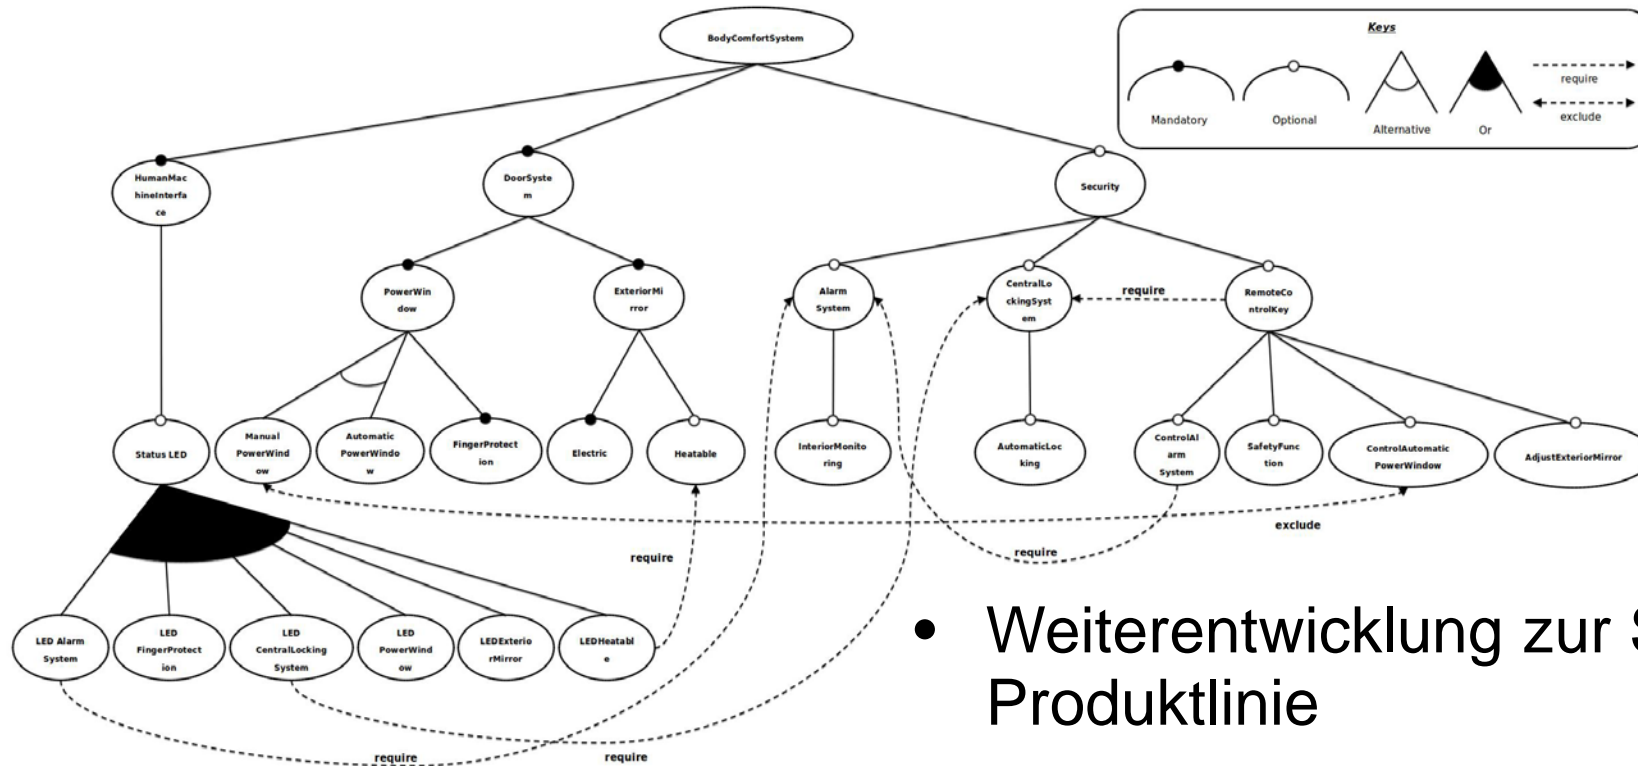 BodyComfortSystem
Keys
Mandatory
Optional
Alternative
Or
require
exclude
HumanMac
hineInterfa
ce
DoorSyste
m
Security
PowerWin
dow
ExteriorMi
rror
Alarm
System
CentralLo
ckingSyst
em
require
RemoteCo
ntrolKey
Status LED
Manual
PowerWind
ow
Automatic
PowerWindo
w
FingerProtect
ion
Electric
Heatable
InteriorMonito
ring
AutomaticLoc
king
ControlAl
arm
System
SafetyFunc
tion
ControlAutomatic
PowerWindow
AdjustExteriorMirror
exclude
require
require
LED Alarm
System
LED
FingerProtect
ion
LED
CentralLocking
System
LED
PowerWind
ow
LEDExterio
rMirror
LEDHeatabl
e
require
require
• Weiterentwicklung zur
Produktlinie